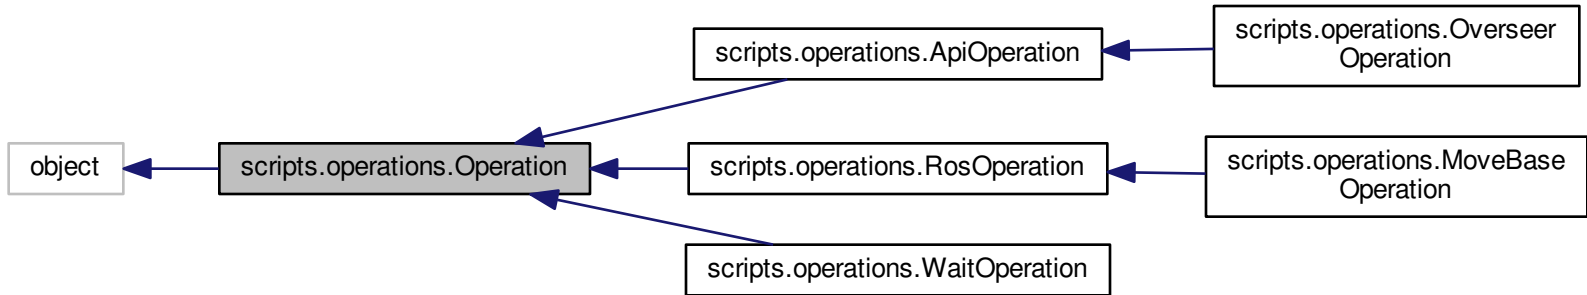 object
scripts.operations.Operation
scripts.operations.ApiOperation
scripts.operations.Overseer
Operation
scripts.operations.RosOperation
scripts.operations.MoveBase
Operation
scripts.operations.WaitOperation